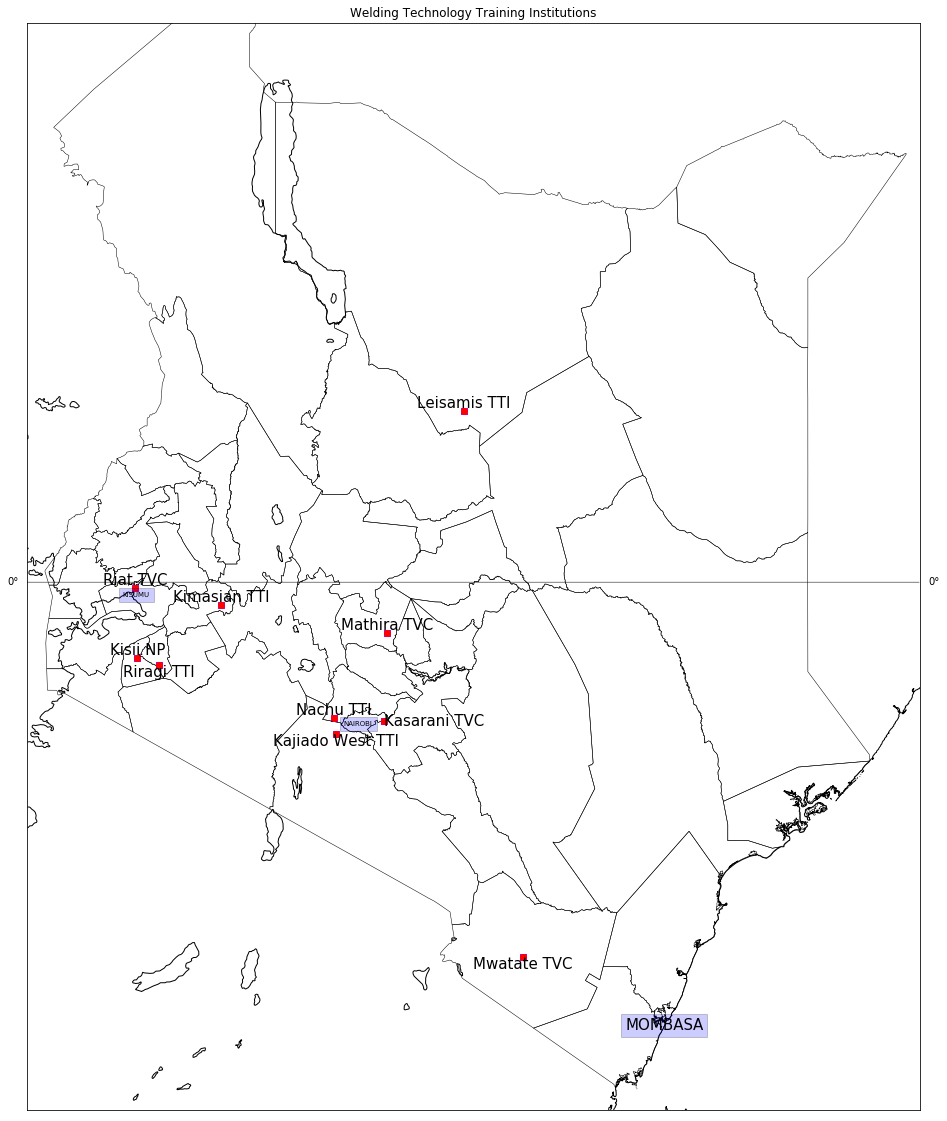 Welding Technology Training Institutions
Leisamis TTI
0°
0°
Riat TVC
KISUMU
Kimasian TTI
Mathira TVC
Kisii NP
Riragi TTI
Nachu TTI
NAIROBI
Kasarani TVC
Kajiado West TTI
Mwatate TVC
MOMBASA